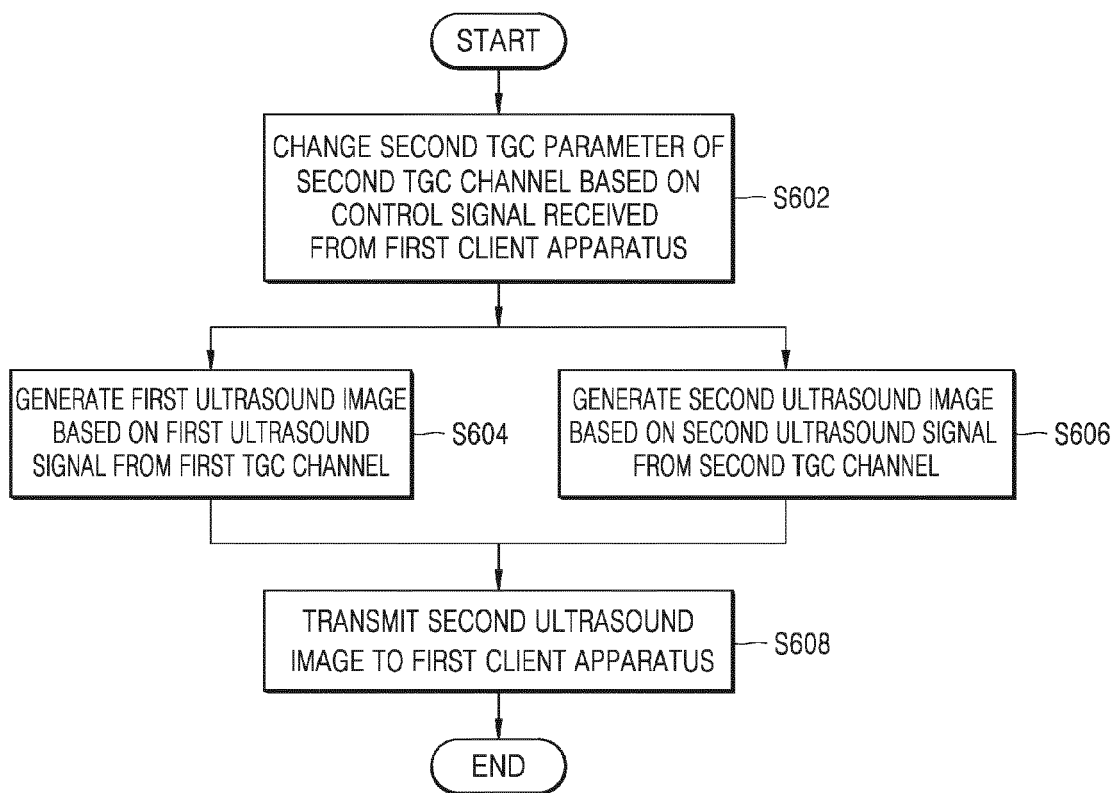 START
CHANGE SECOND TGC PARAMETER OF
SECOND TGC CHANNEL BASED ON
CONTROL SIGNAL RECEIVED
FROM FIRST CLIENT APPARATUS
S602
GENERATE FIRST ULTRASOUND IMAGE
BASED ON FIRST ULTRASOUND
SIGNAL FROM FIRST TGC CHANNEL
S604
GENERATE SECOND ULTRASOUND IMAGE
BASED ON SECOND ULTRASOUND SIGNAL
FROM SECOND TGC CHANNEL
S606
TRANSMIT SECOND ULTRASOUND
IMAGE TO FIRST CLIENT APPARATUS
S608
END